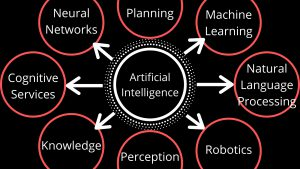 Neural
Networks
Planning
Machine
Learning
Cognitive
Services
Artificial
Intelligence
Natural
Language
Processing
Knowledge
Perception
Robotics